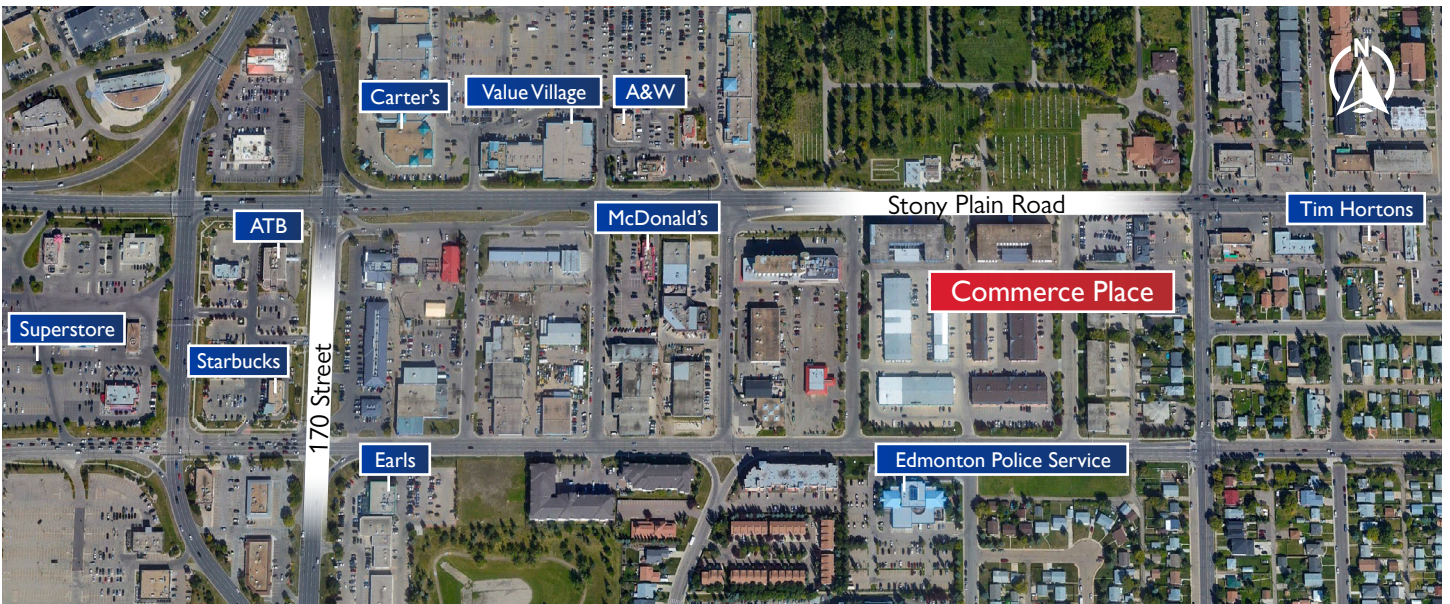 N
Carter's
Value Village
A&W
Stony Plain Road
McDonald's
Tim Hortons
ATB
Commerce Place
Superstore
Starbucks
170 Street
Earls
Edmonton Police Service